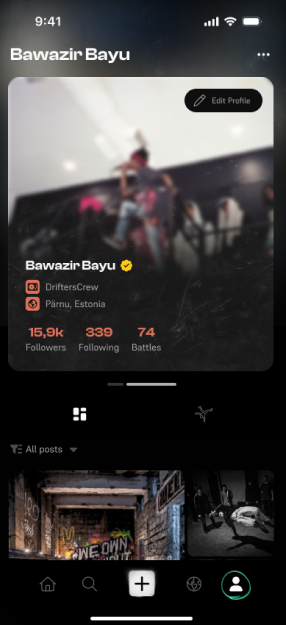 9:41
Bawazir Bayu
Edit Profile
Bawazir Bayu
DriftersCrew
Pärnu, Estonia
15,9k 339 74
Followers Following Battles
All posts
WE OWN